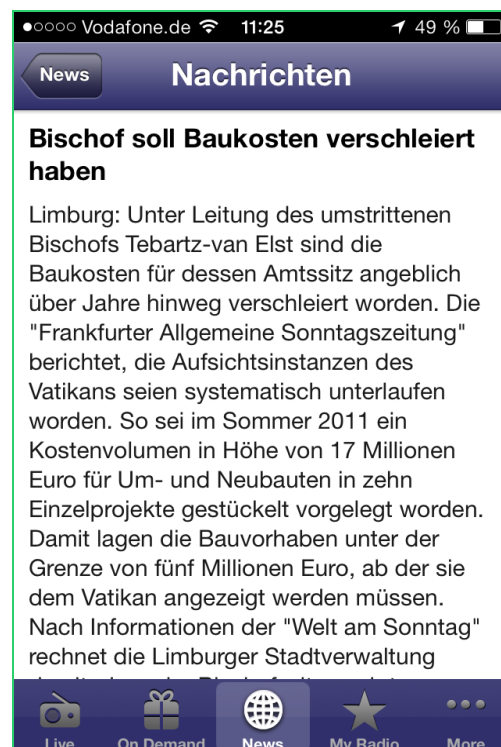 Vodafone.de 11:25 49 %
News Nachrichten
Bischof soll Baukosten verschleiert
haben
Limburg: Unter Leitung des umstrittenen
Bischofs Tebartz-van Elst sind die
Baukosten für dessen Amtssitz angeblich
über Jahre hinweg verschleiert worden. Die
"Frankfurter Allgemeine Sonntagszeitung"
berichtet, die Aufsichtsinstanzen des
Vatikans seien systematisch unterlaufen
worden. So sei im Sommer 2011 ein
Kostenvolumen in Höhe von 17 Millionen
Euro für Um- und Neubauten in zehn
Einzelprojekte gestückelt vorgelegt worden.
Damit lagen die Bauvorhaben unter der
Grenze von fünf Millionen Euro, ab der sie
dem Vatikan angezeigt werden müssen.
Nach Informationen der "Welt am Sonntag"
rechnet die Limburger Stadtverwaltung
Live On Demand News My Radio More